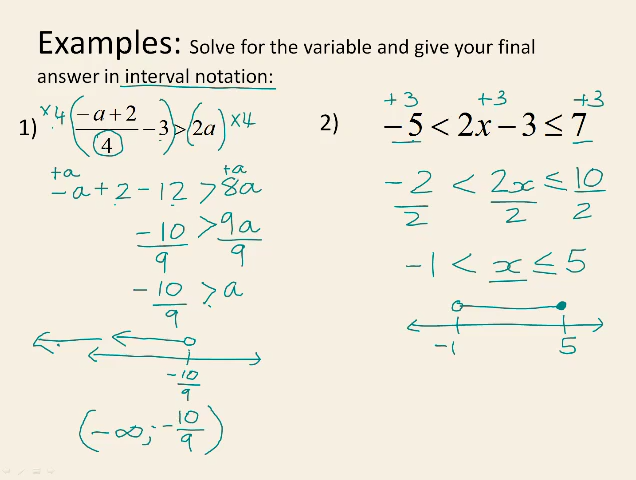 Examples: Solve for the variable and give your final
answer in interval notation:
1) ×4 ((-a+2)/4 - 3) > (2a) ×4
+a +a
-a + 2 - 12 > 8a
-10/9 > 9a/9
-10/9 > a
-10/9
(-∞; -10/9)
2)
+3 +3 +3
-5 < 2x - 3 ≤ 7
-2/2 < 2x/2 ≤ 10/2
-1 < x ≤ 5
-1 5